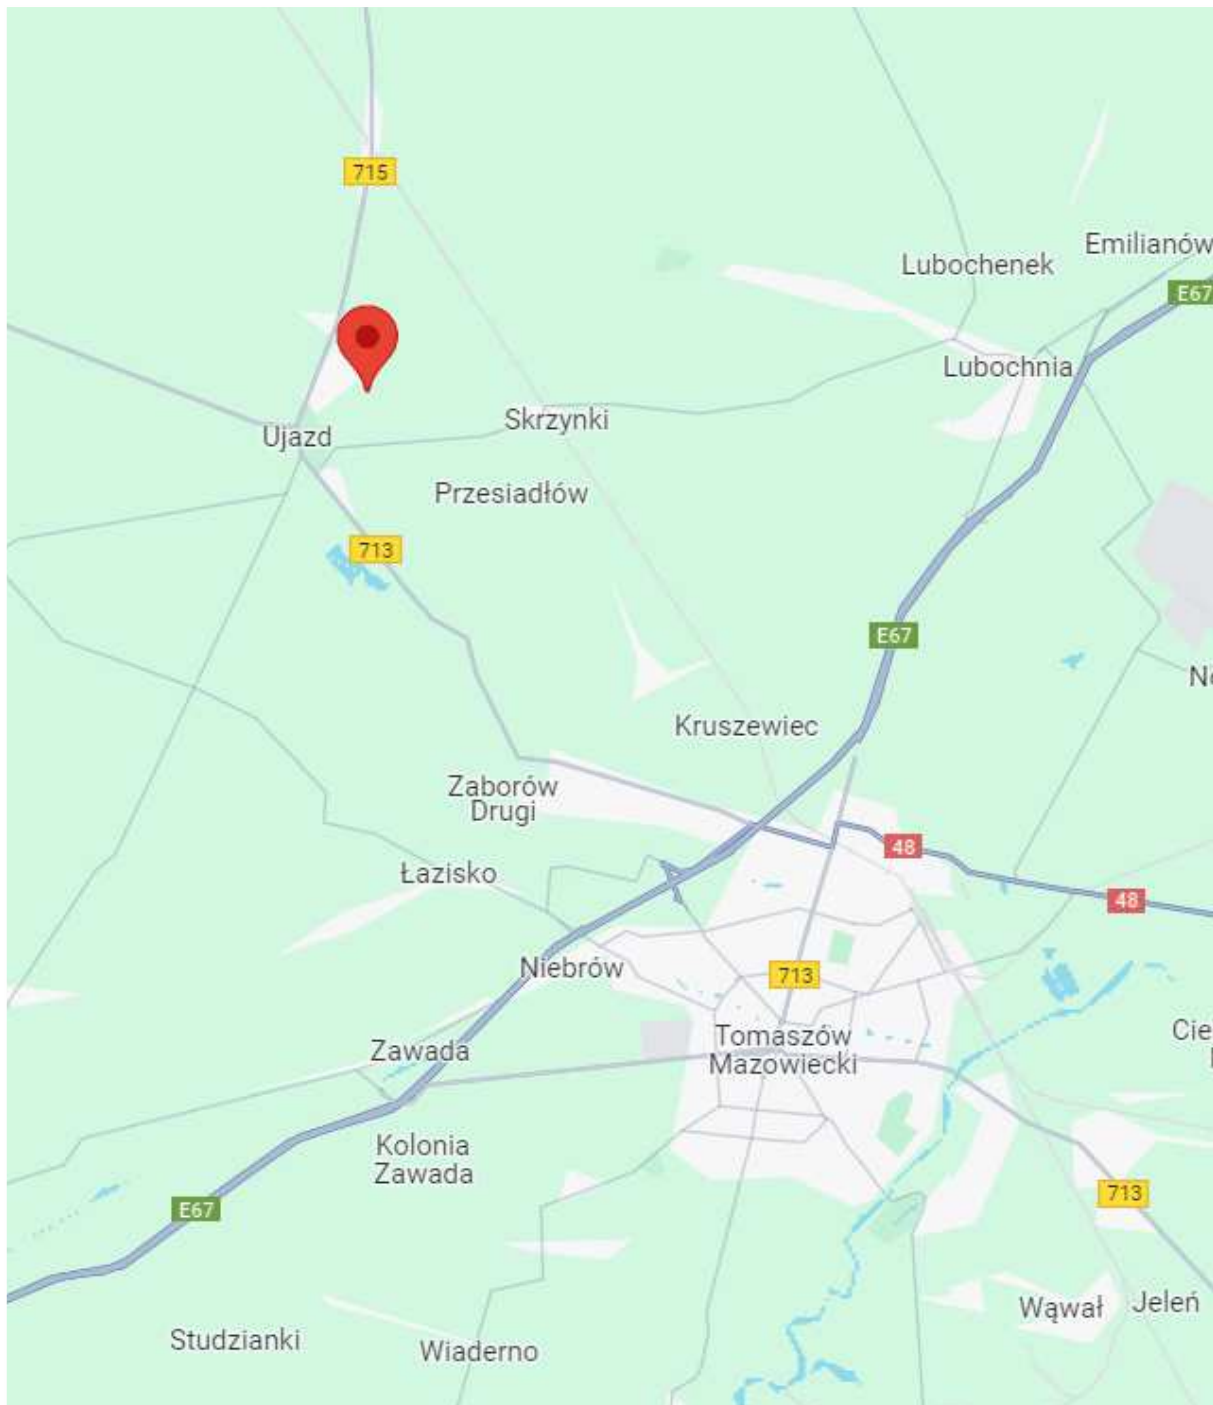 715
Emilianów
Lubochenek
E67
Lubochnia
Skrzynki
Ujazd
Przesiadłów
713
E67
Kruszewiec
Zaborów
Drugi
48
Łazisko
48
Niebrów
713
Tomaszów
Mazowiecki
Zawada
Kolonia
Zawada
713
E67
Wąwał
Jeleń
Studzianki
Wiaderno